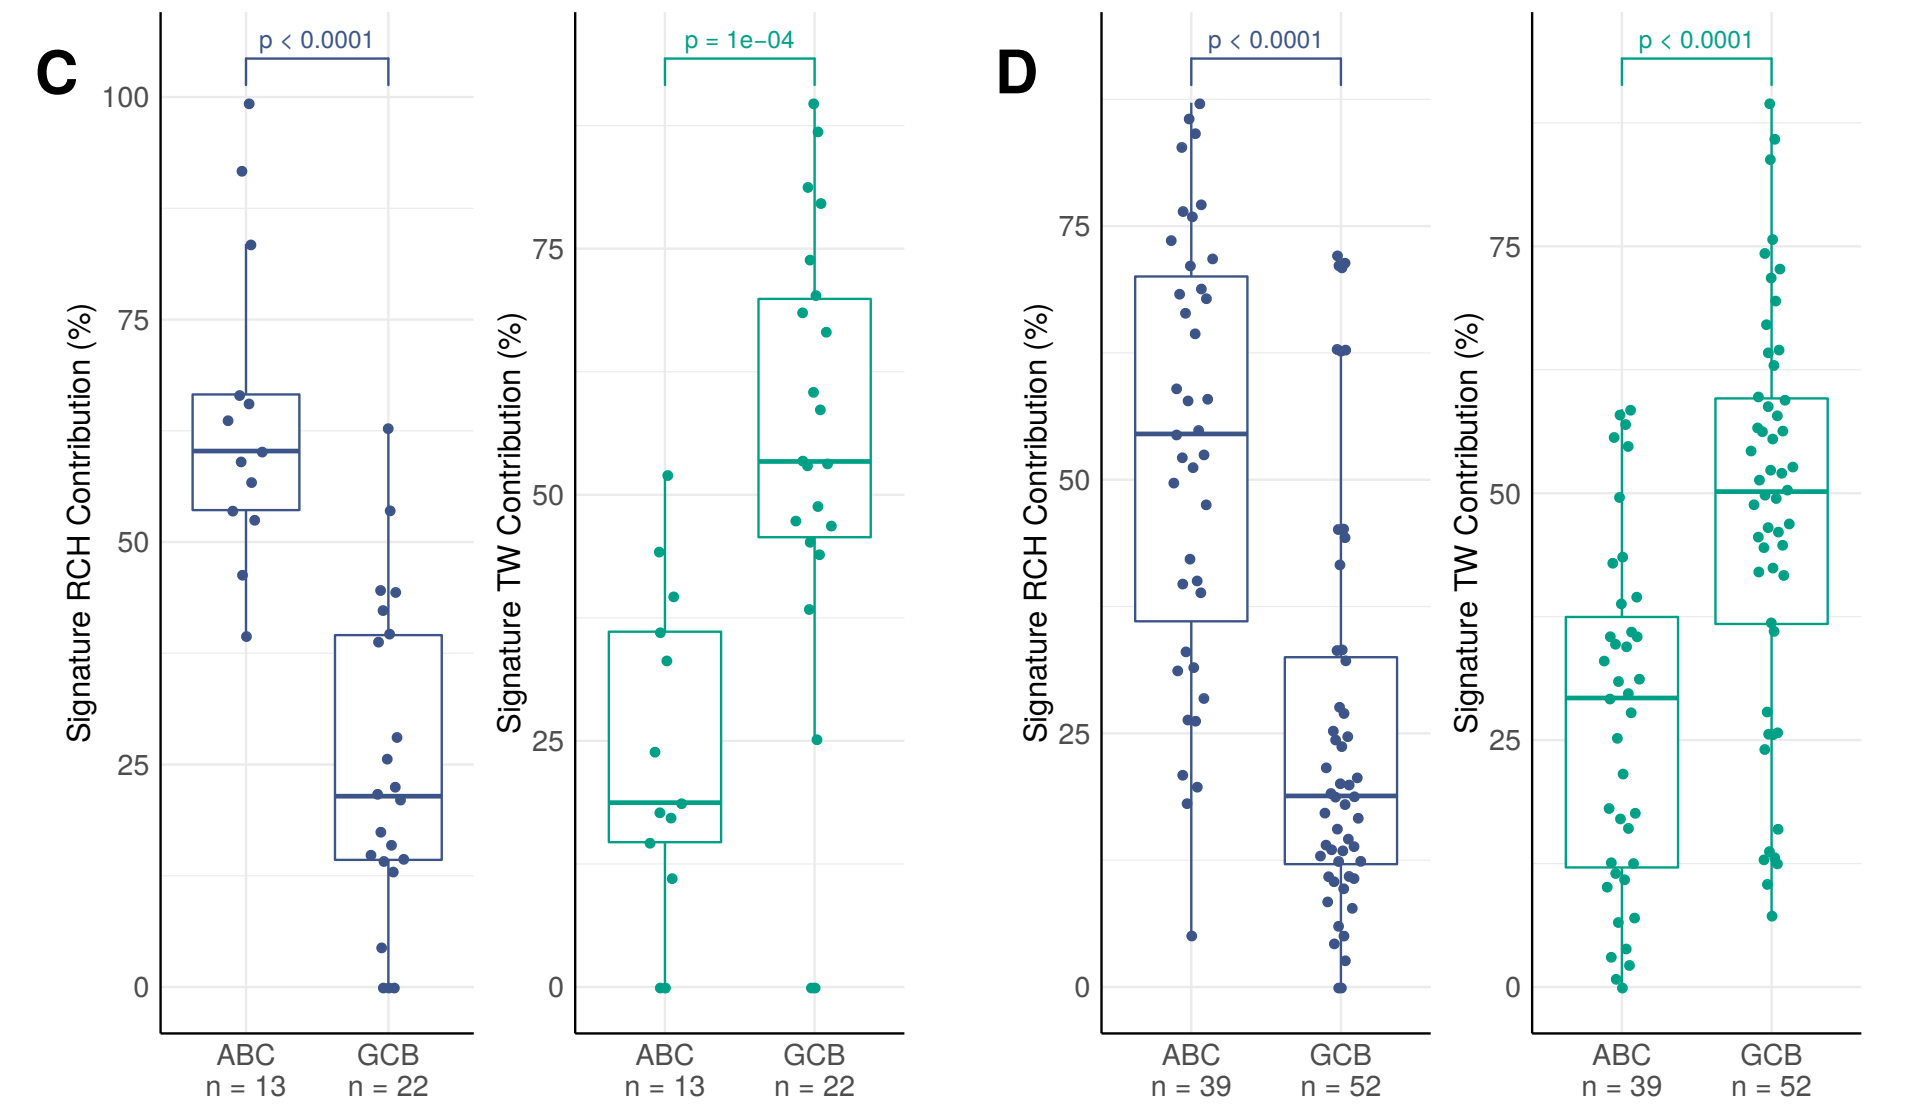 C
p < 0.0001
Signature RCH Contribution (%)
100
75
50
25
0
ABC
n = 13
GCB
n = 22
p = 1e−04
Signature TW Contribution (%)
75
50
25
0
ABC
n = 13
GCB
n = 22
D
p < 0.0001
Signature RCH Contribution (%)
75
50
25
0
ABC
n = 39
GCB
n = 52
p < 0.0001
Signature TW Contribution (%)
75
50
25
0
ABC
n = 39
GCB
n = 52